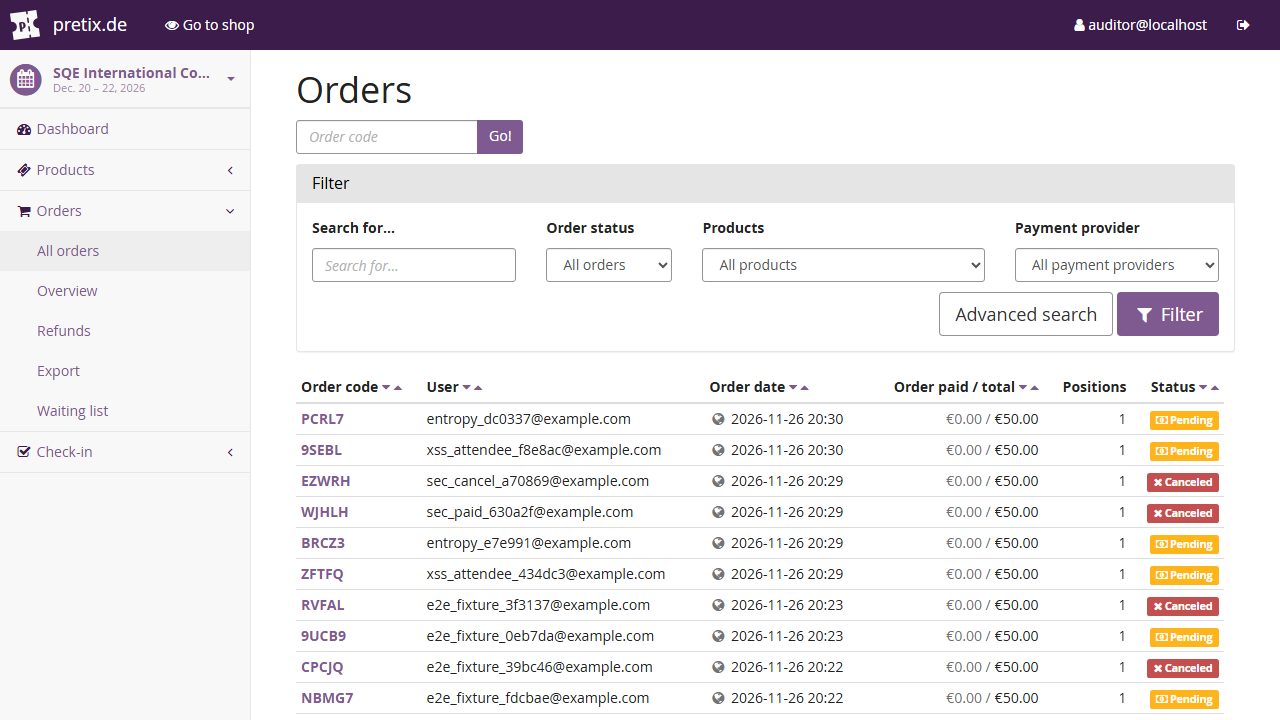 pretix.de Go to shop auditor@localhost
SQE International Co...
Dec. 20 – 22, 2026
Dashboard
Products
Orders
All orders
Overview
Refunds
Export
Waiting list
Check-in
Orders
Order code Go!
Filter
Search for... Order status Products Payment provider
Search for... All orders All products All payment providers
Advanced search Filter
Order code User Order date Order paid / total Positions Status
PCRL7 entropy_dc0337@example.com 2026-11-26 20:30 €0.00 / €50.00 1 Pending
9SEBL xss_attendee_f8e8ac@example.com 2026-11-26 20:30 €0.00 / €50.00 1 Pending
EZWRH sec_cancel_a70869@example.com 2026-11-26 20:29 €0.00 / €50.00 1 Canceled
WJHLH sec_paid_630a2f@example.com 2026-11-26 20:29 €0.00 / €50.00 1 Canceled
BRCZ3 entropy_e7e991@example.com 2026-11-26 20:29 €0.00 / €50.00 1 Pending
ZFTFQ xss_attendee_434dc3@example.com 2026-11-26 20:29 €0.00 / €50.00 1 Pending
RVFAL e2e_fixture_3f3137@example.com 2026-11-26 20:23 €0.00 / €50.00 1 Canceled
9UCB9 e2e_fixture_0eb7da@example.com 2026-11-26 20:23 €0.00 / €50.00 1 Pending
CPCJQ e2e_fixture_39bc46@example.com 2026-11-26 20:22 €0.00 / €50.00 1 Canceled
NBMG7 e2e_fixture_fdcbae@example.com 2026-11-26 20:22 €0.00 / €50.00 1 Pending